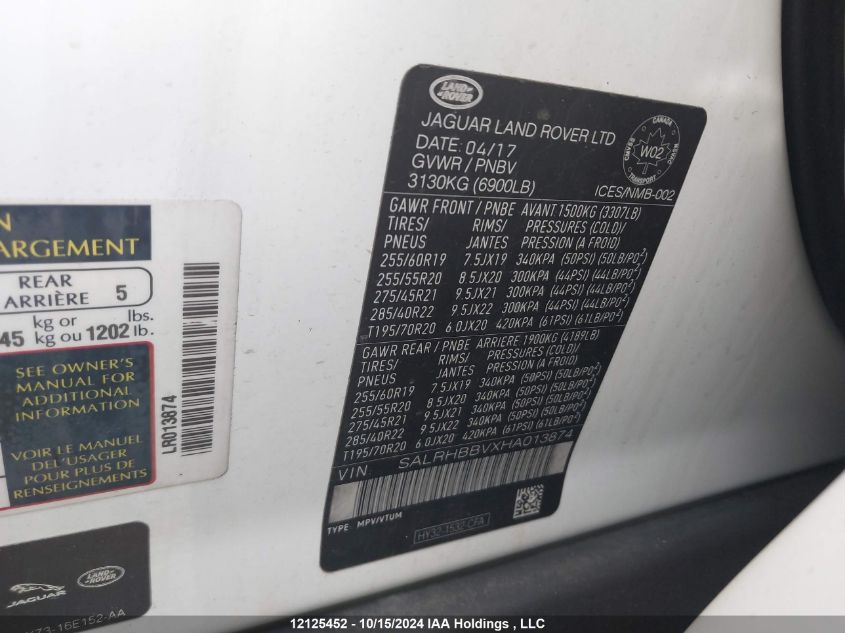 N
ARGEMENT
REAR
ARRIÈRE 5
45 kg or 1202 lbs.
kg ou lb.
SEE OWNER'S
MANUAL FOR
ADDITIONAL
INFORMATION
VOIR LE MANUEL
DE L'USAGER
POUR PLUS DE
RENSEIGNEMENTS
LR013874
JAGUAR
LAND ROVER
73-16E152-AA
LAND ROVER
JAGUAR LAND ROVER LTD
DATE: 04/17
GVWR / PNBV
3130KG (6900LB)
CANADA
W02
TRANSPORT
ICES/NMB-002
GAWR FRONT / PNBE AVANT 1500KG (3307LB)
TIRES/ RIMS/ PRESSURES (COLD)/
PNEUS JANTES PRESSION (A FROID)
255/60R19 7.5JX19 340KPA (50PSI) (50LB/PO²)
255/55R20 8.5JX20 300KPA (44PSI) (44LB/PO²)
275/45R21 9.5JX21 300KPA (44PSI) (44LB/PO²)
285/40R22 9.5JX22 300KPA (44PSI) (44LB/PO²)
T195/70R20 6.0JX20 420KPA (61PSI) (61LB/PO²)
GAWR REAR / PNBE ARRIERE 1900KG (4189LB)
TIRES/ RIMS/ PRESSURES (COLD)/
PNEUS JANTES PRESSION (A FROID)
255/60R19 7.5JX19 340KPA (50PSI) (50LB/PO²)
255/55R20 8.5JX20 340KPA (50PSI) (50LB/PO²)
275/45R21 9.5JX21 340KPA (50PSI) (50LB/PO²)
285/40R22 9.5JX22 340KPA (50PSI) (50LB/PO²)
T195/70R20 6.0JX20 420KPA (61PSI) (61LB/PO²)
VIN: SALRHBBVXHA013874
TYPE: MPV/VTUM
HY32-1532-CFA
12125452 - 10/15/2024 IAA Holdings , LLC